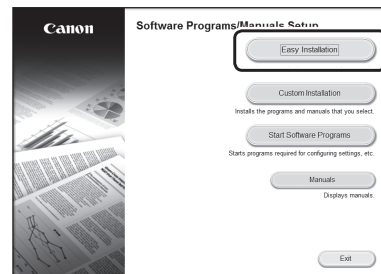 Canon
Software Programs/Manuals Setup
Easy Installation
Custom Installation
Installs the programs and manuals that you select.
Start Software Programs
Starts programs required for configuring settings, etc.
Manuals
Displays manuals.
Exit